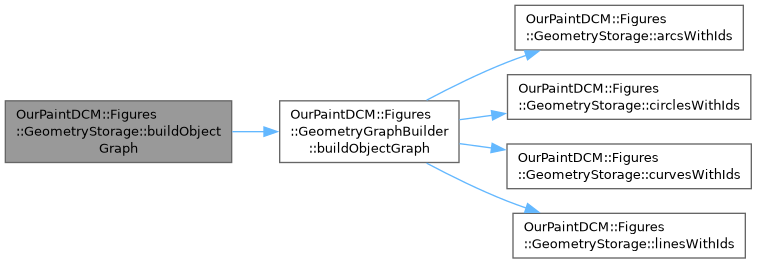 OurPaintDCM::Figures
::GeometryStorage::buildObject
Graph
OurPaintDCM::Figures
::GeometryGraphBuilder
::buildObjectGraph
OurPaintDCM::Figures
::GeometryStorage::arcsWithIds
OurPaintDCM::Figures
::GeometryStorage::circlesWithIds
OurPaintDCM::Figures
::GeometryStorage::curvesWithIds
OurPaintDCM::Figures
::GeometryStorage::linesWithIds